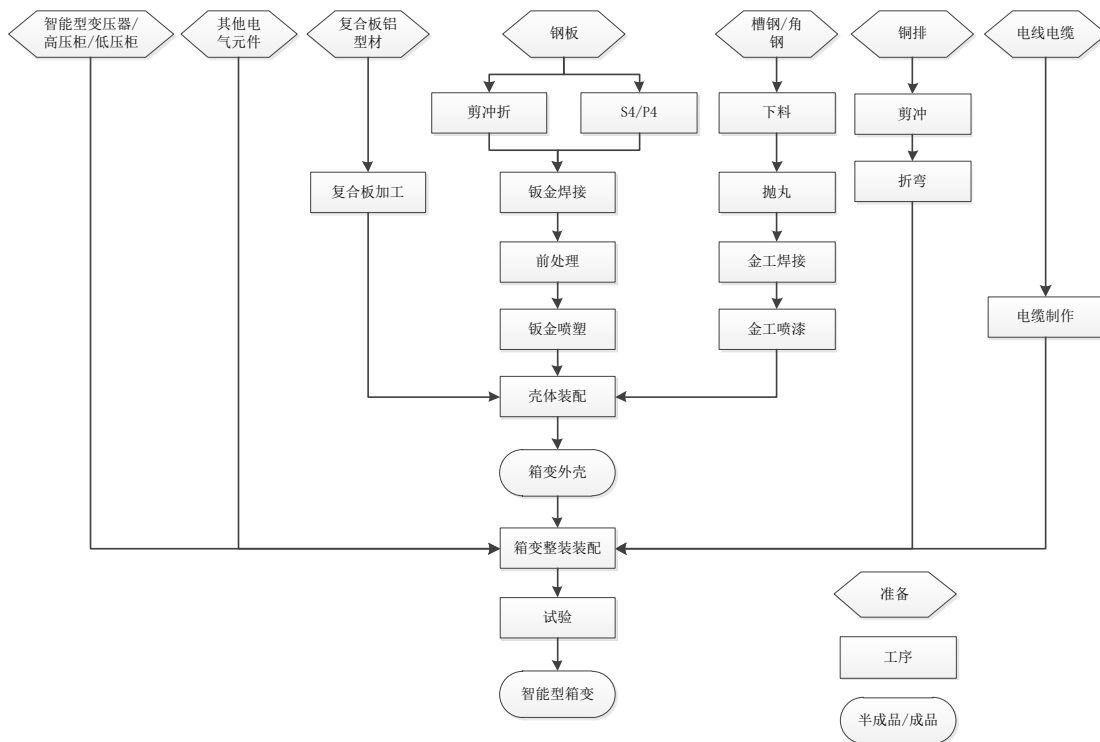 智能型变压器/
高压柜/低压柜
其他电
气元件
复合板铝
型材
钢板
槽钢/角
钢
铜排
电线电缆
剪冲折
S4/P4
下料
剪冲
复合板加工
钣金焊接
抛丸
折弯
前处理
金工焊接
钣金喷塑
金工喷漆
电缆制作
壳体装配
箱变外壳
箱变整装装配
试验
智能型箱变
准备
工序
半成品/成品